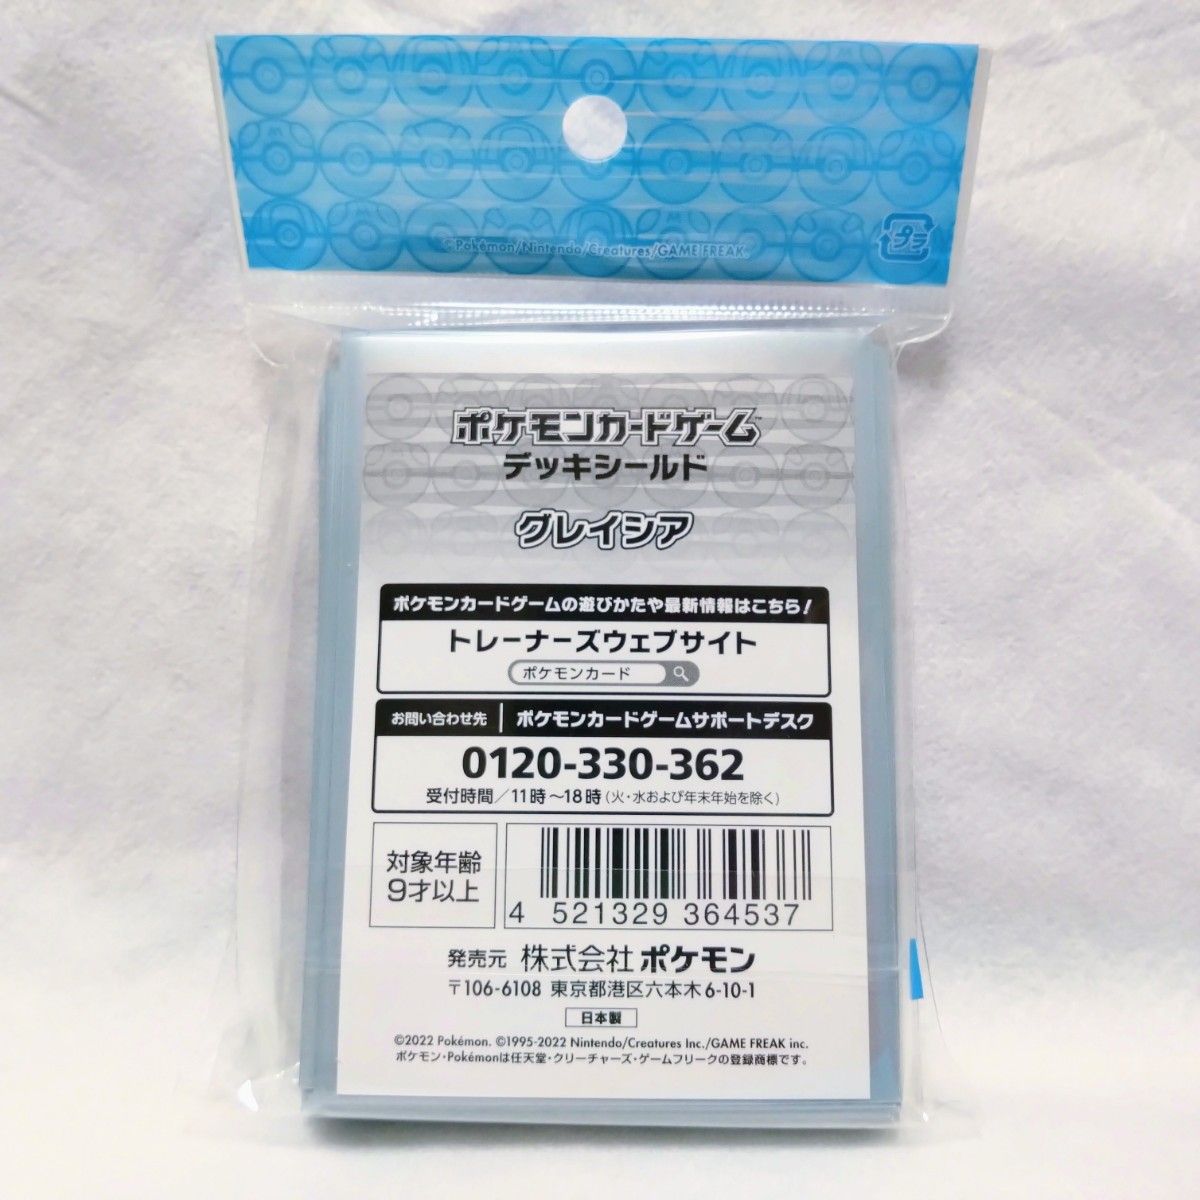 プラ
©Pokémon/Nintendo/Creatures/GAME FREAK.
ポケモンカードゲーム™
デッキシールド
グレイシア
ポケモンカードゲームの遊びかたや最新情報はこちら!
トレーナーズウェブサイト
ポケモンカード
お問い合わせ先 ポケモンカードゲームサポートデスク
0120-330-362
受付時間/11時~18時(火・水および年末年始を除く)
対象年齢
9才以上
4 521329 364537
発売元 株式会社 ポケモン
〒106-6108 東京都港区六本木6-10-1
日本製
©2022 Pokémon. ©1995-2022 Nintendo/Creatures Inc./GAME FREAK inc.
ポケモン・Pokémonは任天堂・クリーチャーズ・ゲームフリークの登録商標です。